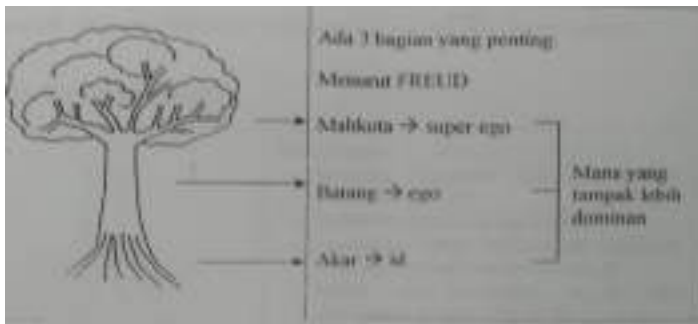 Ada 3 bagian yang penting
Menurut FREUD
Mahkota → super ego
Batang → ego
Akar → id
Mana yang
tampak lebih
dominan